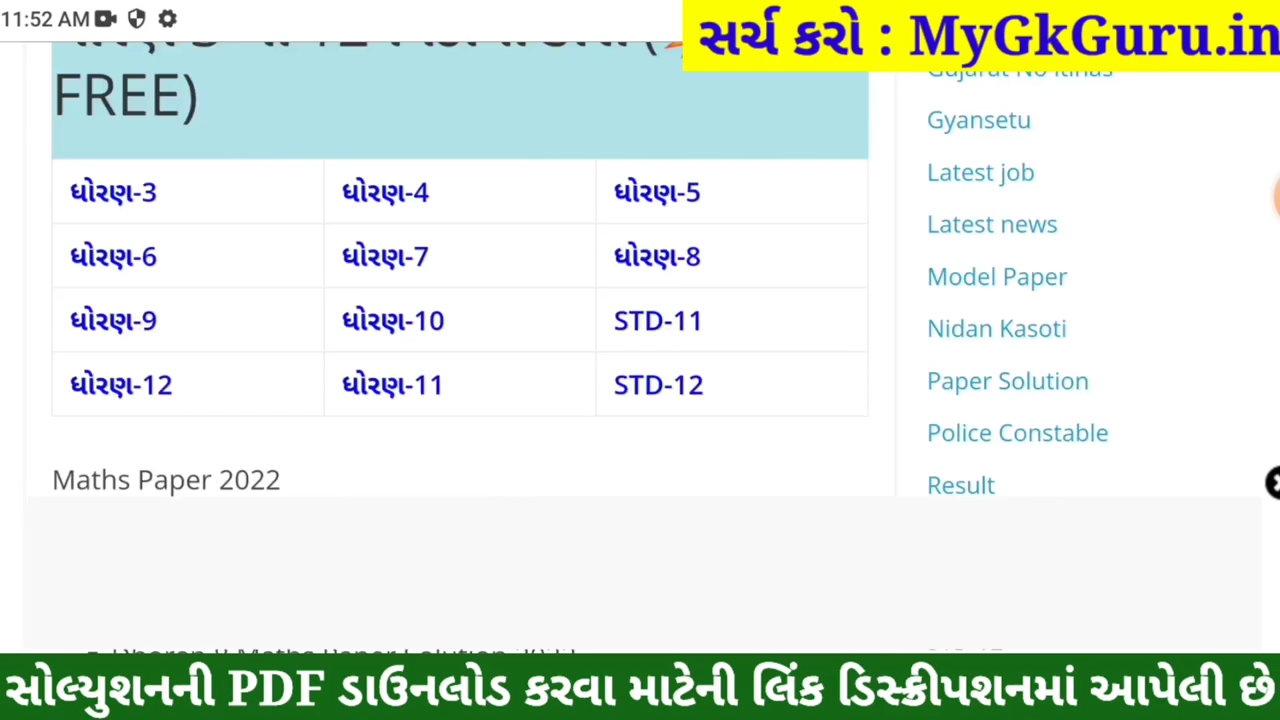 11:52 AM
સર્ચ કરો : MyGkGuru.in
FREE)
ધોરણ-3 ધોરણ-4 ધોરણ-5
ધોરણ-6 ધોરણ-7 ધોરણ-8
ધોરણ-9 ધોરણ-10 STD-11
ધોરણ-12 ધોરણ-11 STD-12
Maths Paper 2022
Gyansetu
Latest job
Latest news
Model Paper
Nidan Kasoti
Paper Solution
Police Constable
Result
સોલ્યુશનની PDF ડાઉનલોડ કરવા માટેની લિંક ડિસ્ક્રીપશનમાં આપેલી છે